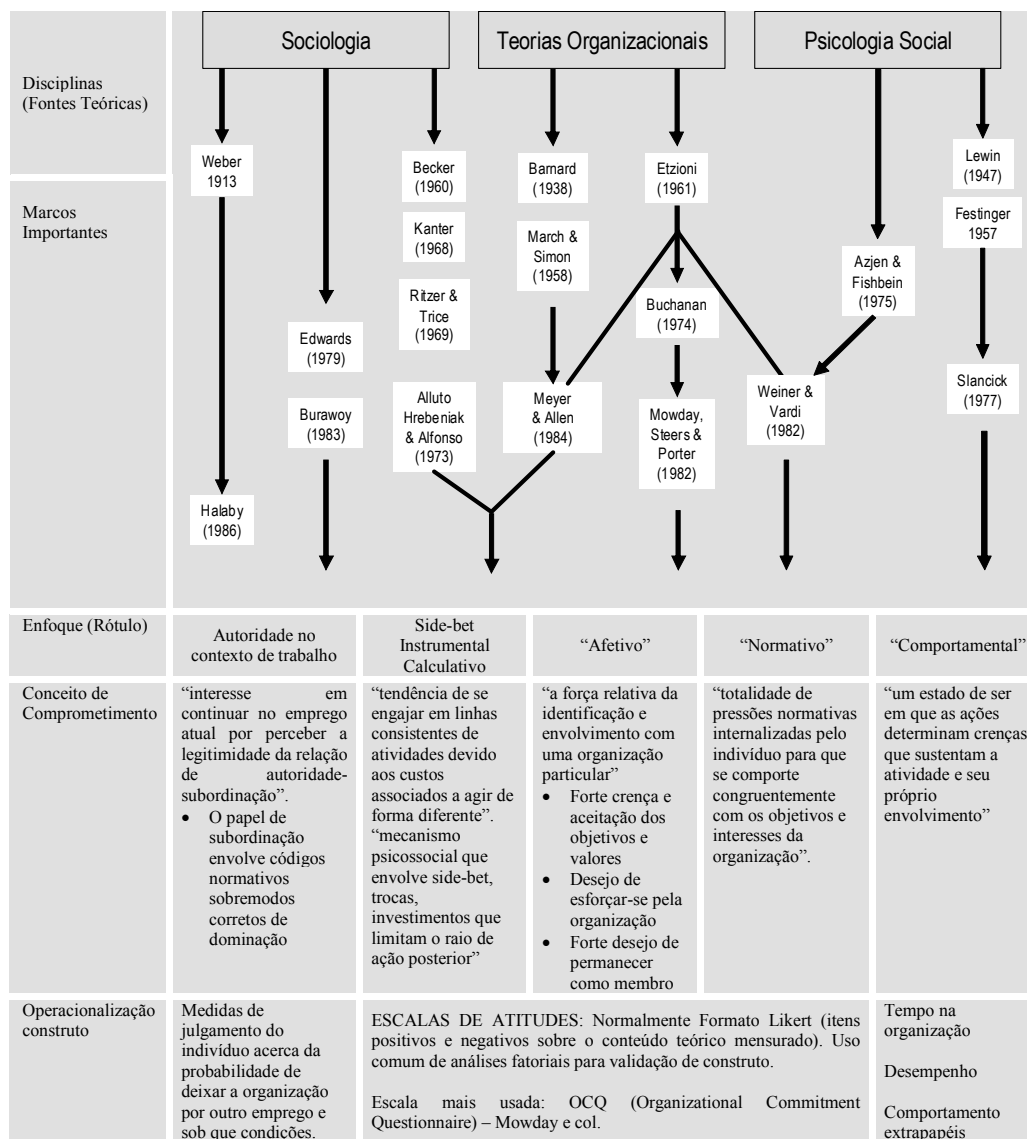 Sociologia
Teorias Organizacionais
Psicologia Social
Disciplinas
(Fontes Teóricas)
Weber
1913
Becker
(1960)
Barnard
(1938)
Etzioni
(1961)
Lewin
(1947)
Marcos
Importantes
Kanter
(1968)
March &
Simon
(1958)
Festinger
1957
Azjen &
Fishbein
(1975)
Ritzer &
Trice
(1969)
Buchanan
(1974)
Edwards
(1979)
Slancick
(1977)
Burawoy
(1983)
Alluto
Hrebeniak
& Alfonso
(1973)
Meyer
& Allen
(1984)
Mowday,
Steers &
Porter
(1982)
Weiner &
Vardi
(1982)
Halaby
(1986)
Enfoque (Rótulo)
Autoridade no
contexto de trabalho
Side-bet
Instrumental
Calculativo
“Afetivo”
“Normativo”
“Comportamental”
Conceito de
Comprometimento
“interesse em
continuar no emprego
atual por perceber a
legitimidade da relação
de autoridade-
subordinação”.
• O papel de
subordinação
envolve códigos
normativos
sobremodos
corretos de
dominação
“tendência de se
engajar em linhas
consistentes de
atividades devido
aos custos
associados a agir de
forma diferente”.
“mecanismo
psicossocial que
envolve side-bet,
trocas,
investimentos que
limitam o raio de
ação posterior”
“a força relativa da
identificação e
envolvimento com
uma organização
particular”
• Forte crença e
aceitação dos
objetivos e
valores
• Desejo de
esforçar-se pela
organização
• Forte desejo de
permanecer
como membro
“totalidade de
pressões normativas
internalizadas pelo
indivíduo para que
se comporte
congruentemente
com os objetivos e
interesses da
organização”.
“um estado de ser
em que as ações
determinam crenças
que sustentam a
atividade e seu
próprio
envolvimento”
Operacionalização
construto
Medidas de
julgamento do
indivíduo acerca da
probabilidade de
deixar a organização
por outro emprego e
sob que condições.
ESCALAS DE ATITUDES: Normalmente Formato Likert (itens
positivos e negativos sobre o conteúdo teórico mensurado). Uso
comum de análises fatoriais para validação de construto.
Escala mais usada: OCQ (Organizational Commitment
Questionnaire) – Mowday e col.
Tempo na
organização
Desempenho
Comportamento
extrapapéis